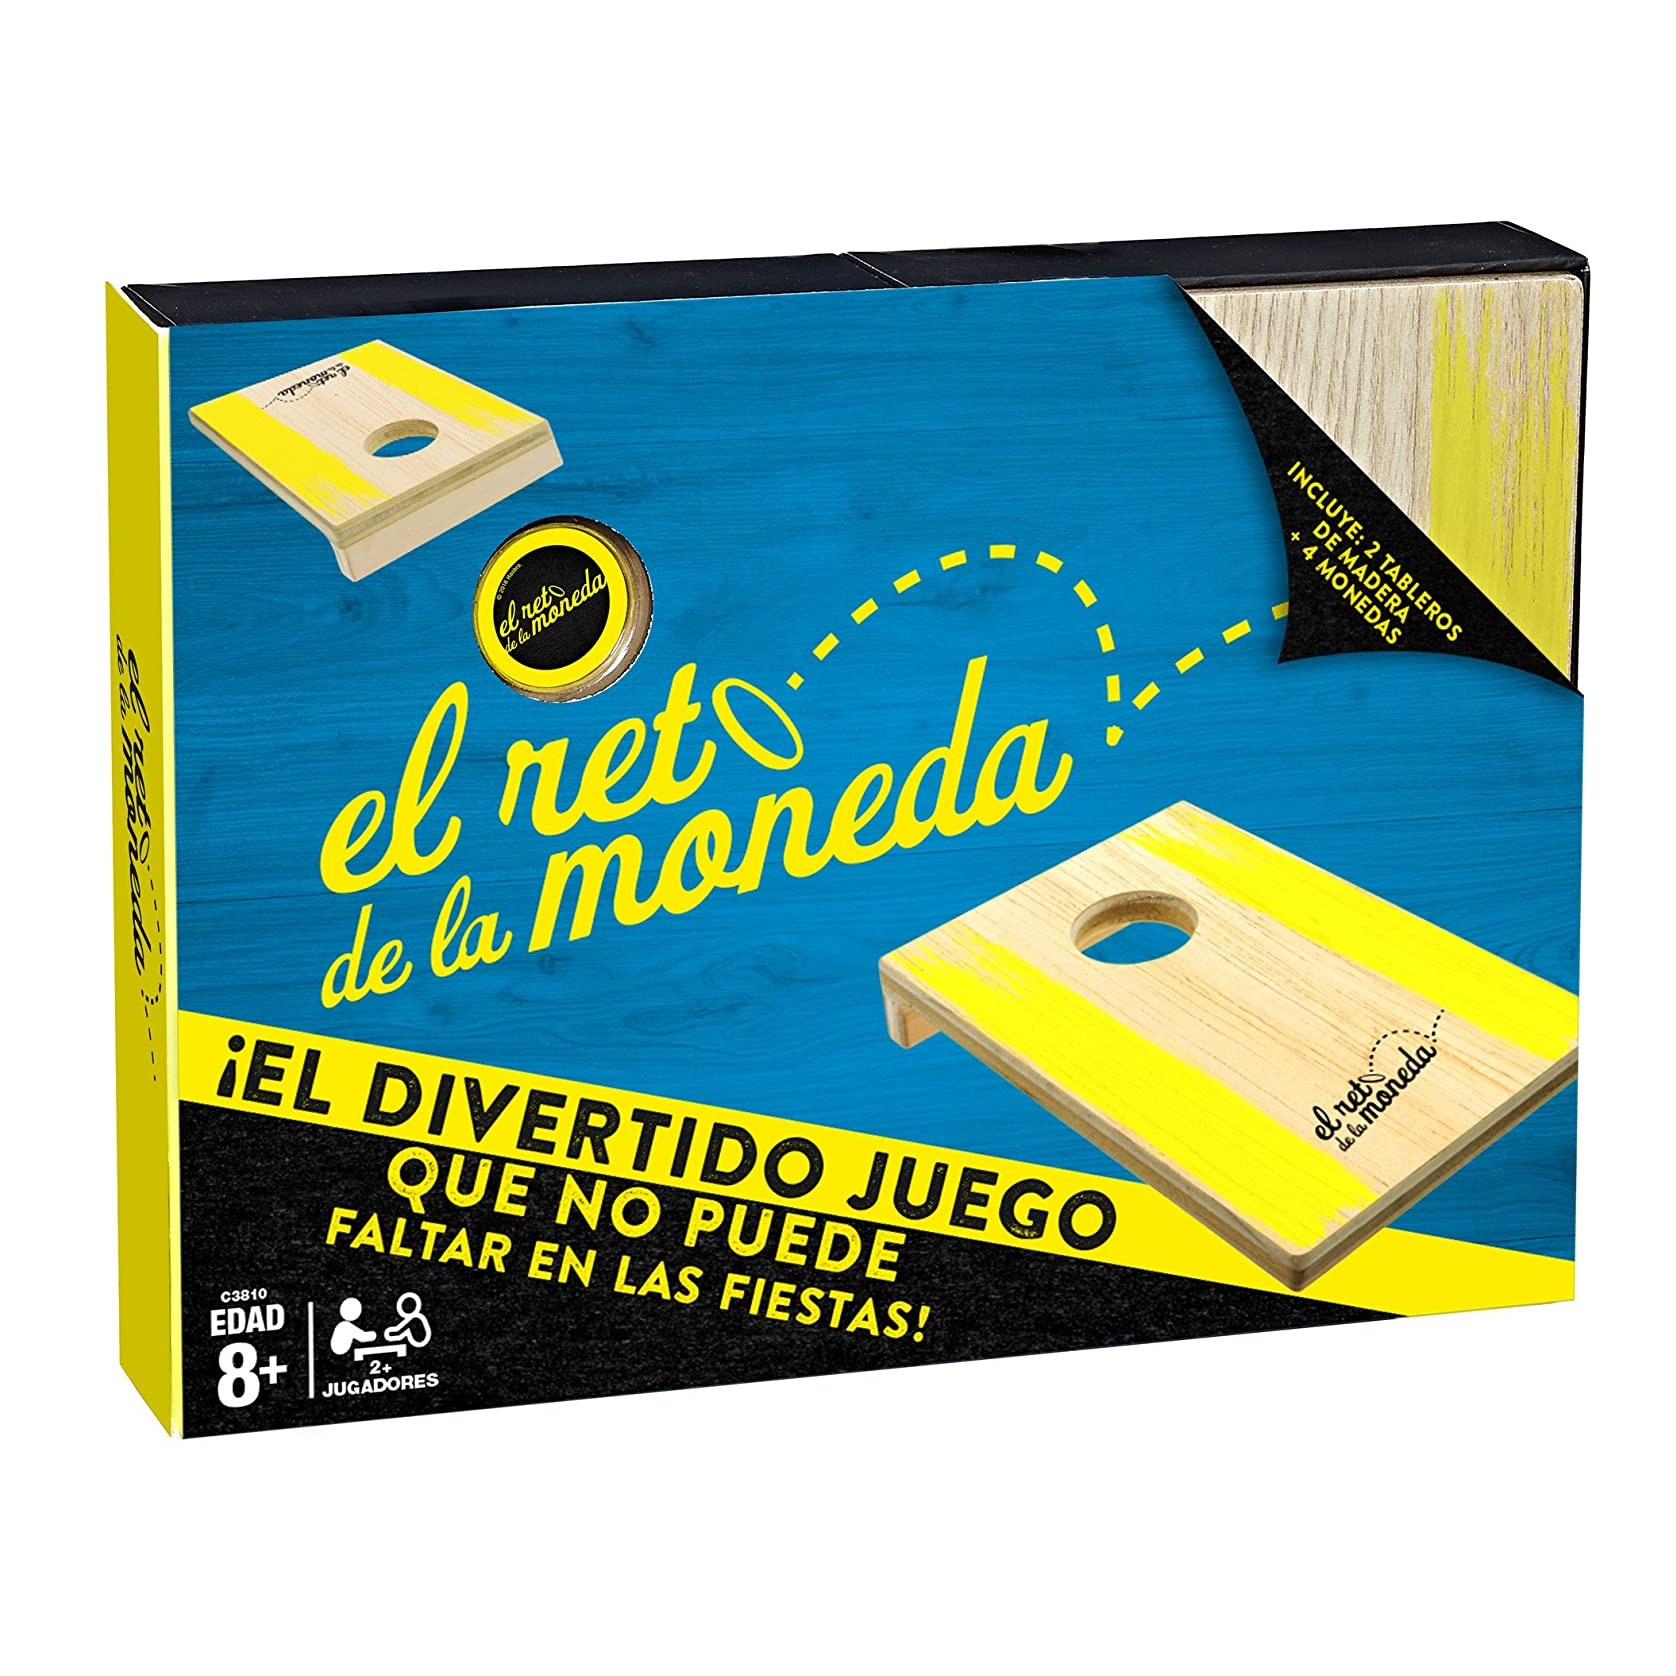 el reto
de la moneda
INCLUYE: 2 TABLEROS
DE MADERA
+ 4 MONEDAS
© 2016 Hasbro.
el reto
de la moneda
el reto
de la moneda
el reto
de la moneda
el reto
de la moneda
¡EL DIVERTIDO JUEGO
QUE NO PUEDE
FALTAR EN LAS FIESTAS!
C3810
EDAD
8+
2+
JUGADORES